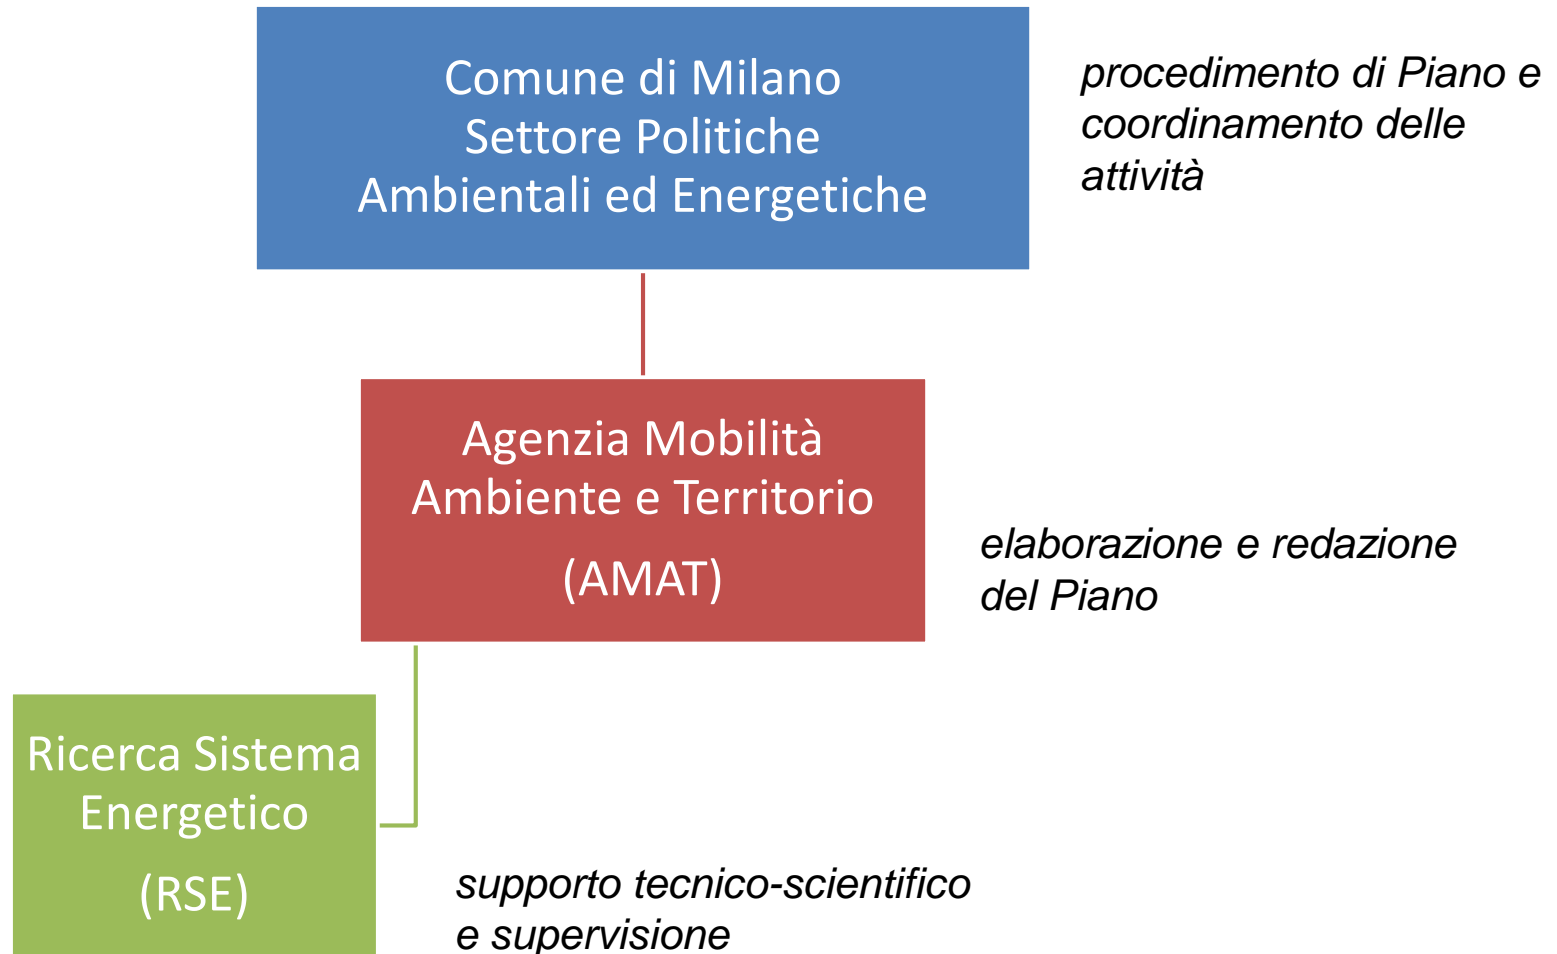 Comune di Milano
Settore Politiche
Ambientali ed Energetiche
procedimento di Piano e
coordinamento delle
attività
Agenzia Mobilità
Ambiente e Territorio
(AMAT)
elaborazione e redazione
del Piano
Ricerca Sistema
Energetico
(RSE)
supporto tecnico-scientifico
e supervisione